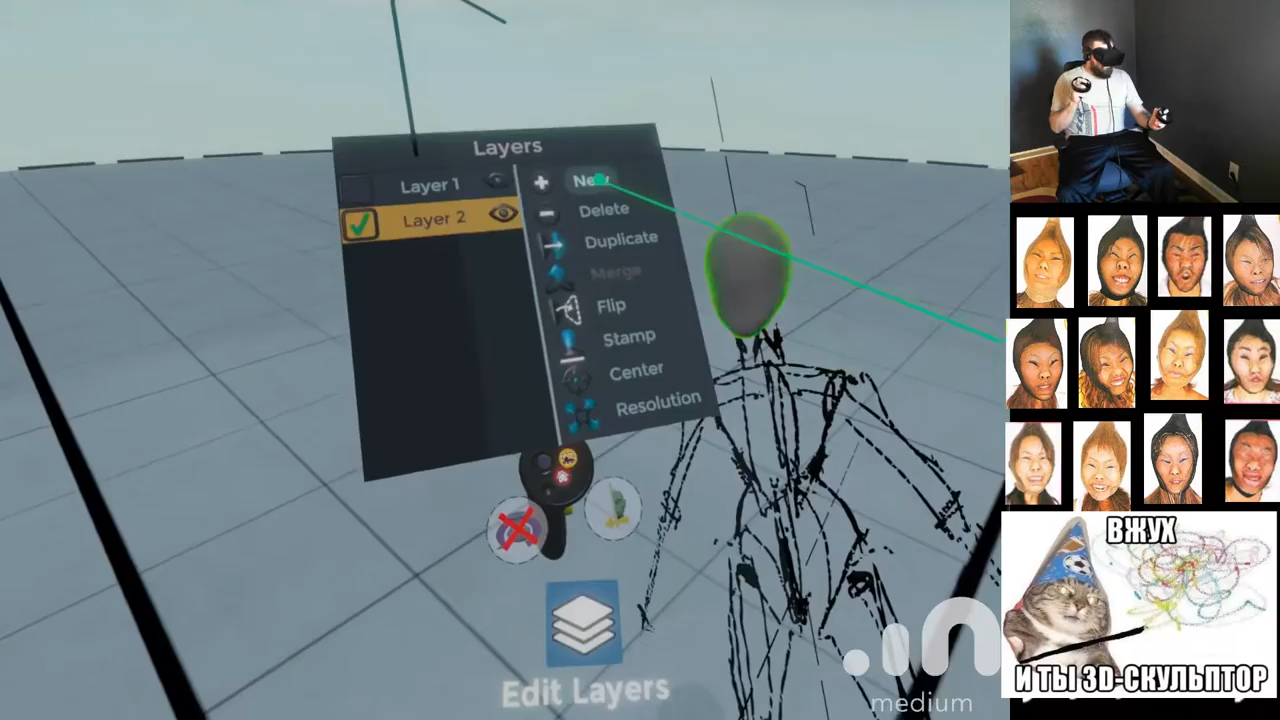 Layers
Layer 1
Layer 2
New
Delete
Duplicate
Merge
Flip
Stamp
Center
Resolution
Edit Layers
medium
ВЖУХ
И ТЫ 3D-СКУЛЬПТОР